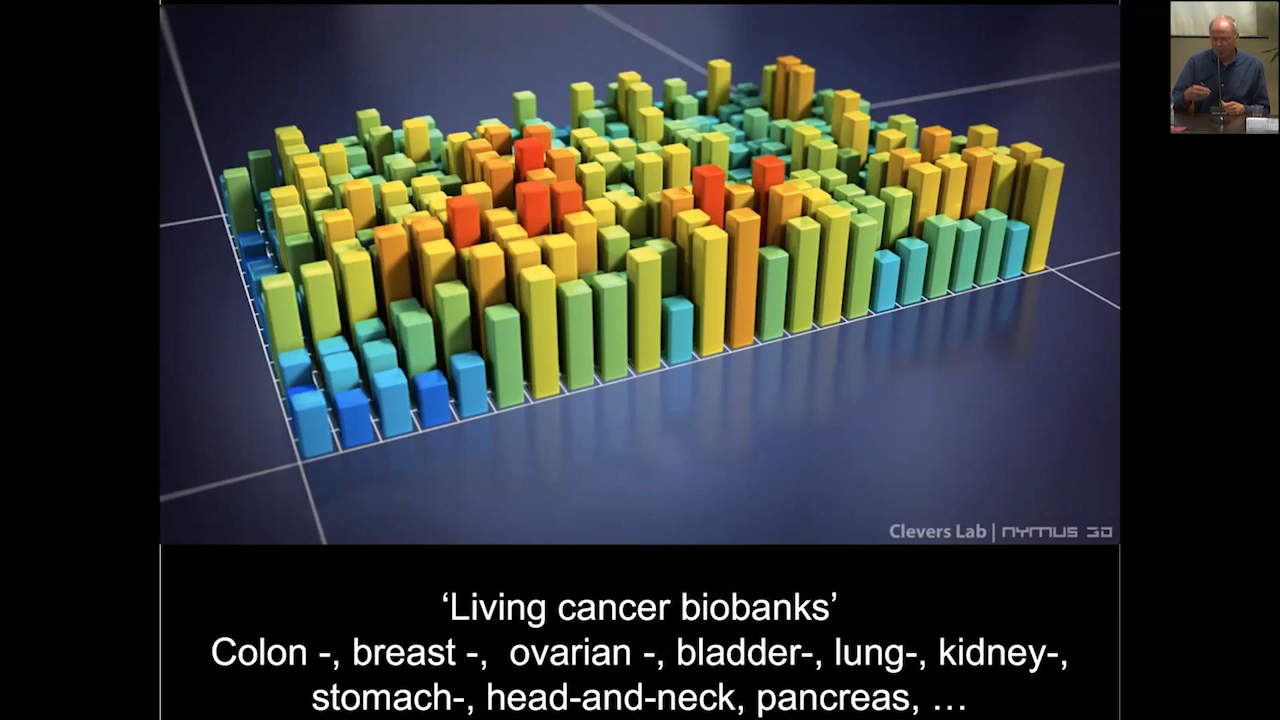 Clevers Lab | NYMUS 3D
‘Living cancer biobanks’
Colon -, breast -,  ovarian -, bladder-, lung-, kidney-,
stomach-, head-and-neck, pancreas, …